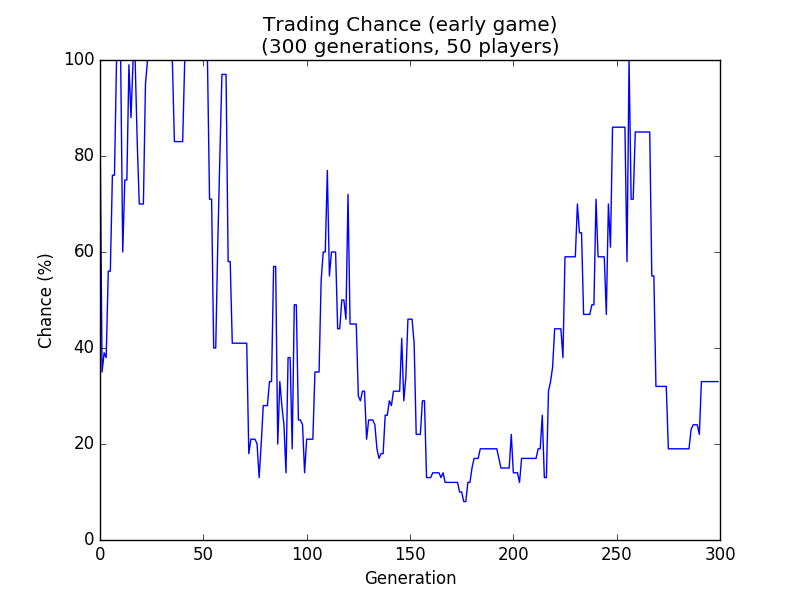 Trading Chance (early game)
(300 generations, 50 players)
100
80
60
40
20
0
Chance (%)
0 50 100 150 200 250 300
Generation